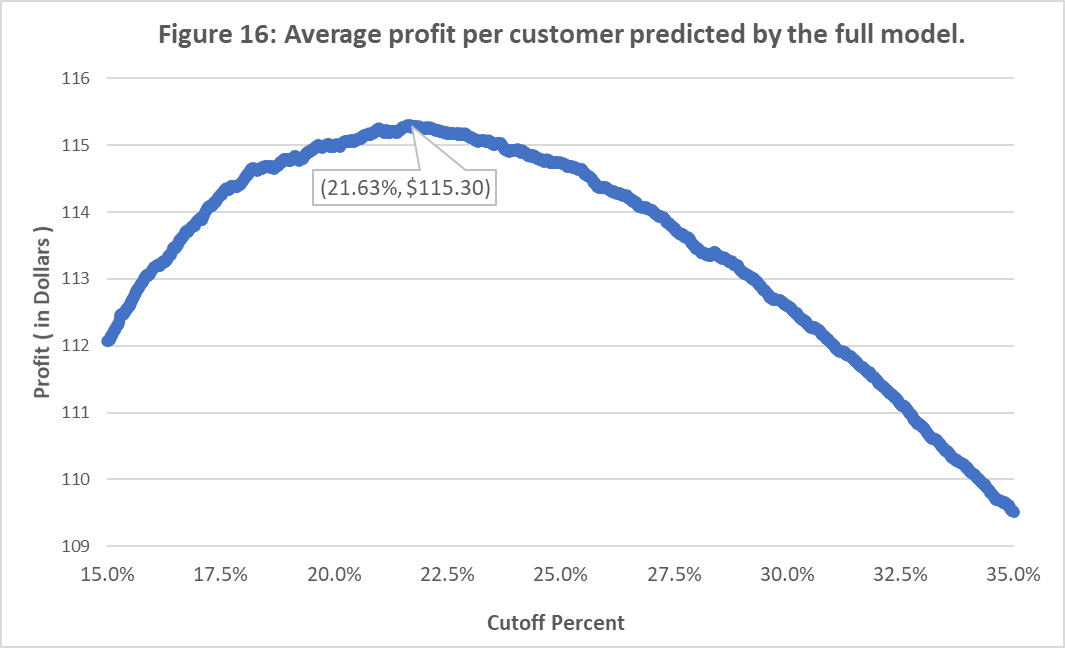 Figure 16: Average profit per customer predicted by the full model.
116
115
114
113
112
111
110
109
Profit ( in Dollars )
(21.63%, $115.30)
15.0% 17.5% 20.0% 22.5% 25.0% 27.5% 30.0% 32.5% 35.0%
Cutoff Percent